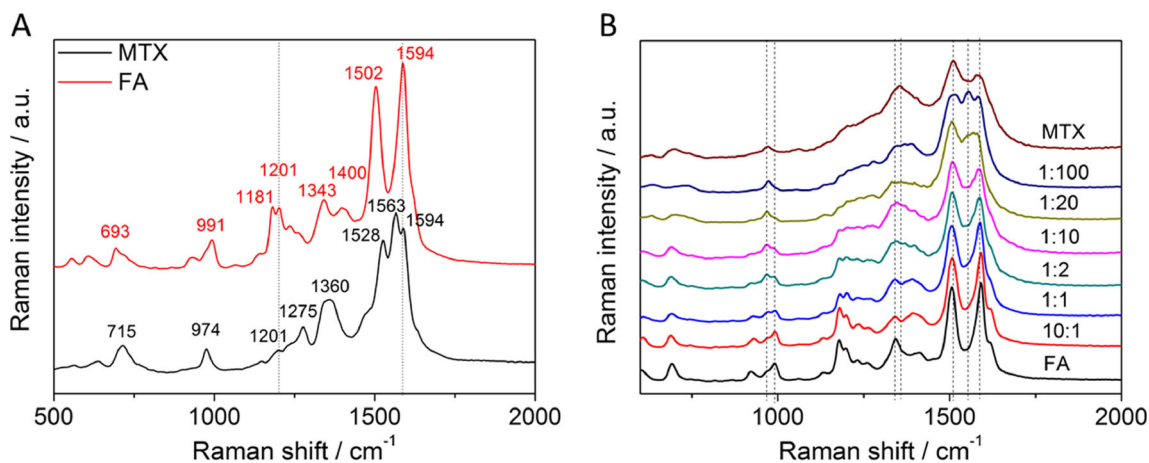 A
MTX
FA
1594
1502
1201
1400
1181
1343
991
693
1563
1594
1528
1360
1275
1201
974
715
Raman intensity / a.u.
500
1000
1500
2000
Raman shift / cm⁻¹
B
MTX
1:100
1:20
1:10
1:2
1:1
10:1
FA
Raman intensity / a.u.
1000
1500
2000
Raman shift / cm⁻¹